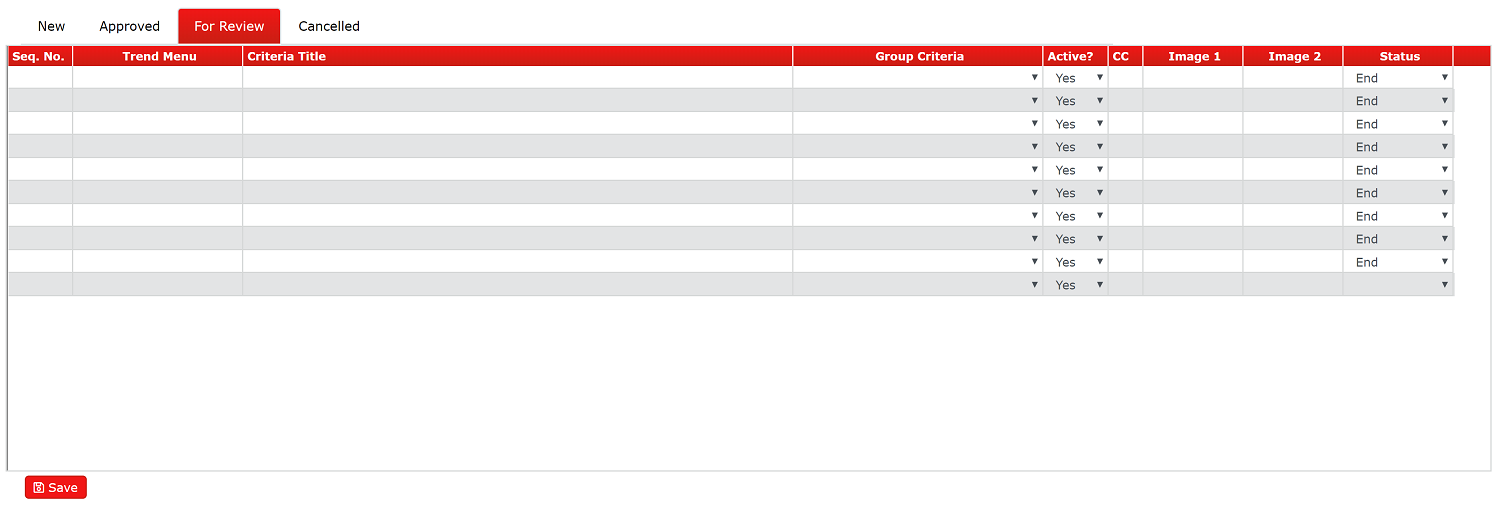 New Approved For Review Cancelled
Seq. No. Trend Menu Criteria Title Group Criteria Active? CC Image 1 Image 2 Status
Yes End
Yes End
Yes End
Yes End
Yes End
Yes End
Yes End
Yes End
Yes End
Yes
Save